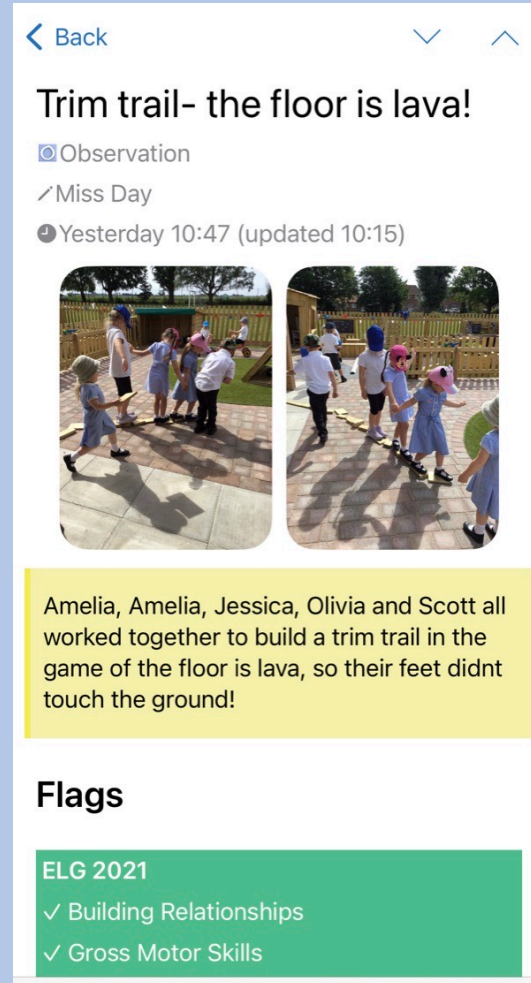 Back
Trim trail- the floor is lava!
Observation
Miss Day
Yesterday 10:47 (updated 10:15)
Amelia, Amelia, Jessica, Olivia and Scott all
worked together to build a trim trail in the
game of the floor is lava, so their feet didnt
touch the ground!
Flags
ELG 2021
✓ Building Relationships
✓ Gross Motor Skills